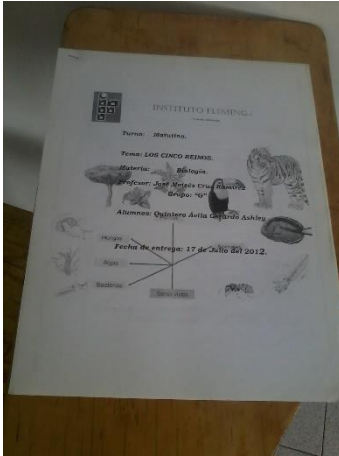 INSTITUTO FLEMING
Turno: Matutino.
Tema: LOS CINCO REINOS.
Materia: Biología.
Profesor: José Moisés Cruz Ramírez
Grupo: "G"
Alumnos: Quintero Ávila Gerardo Ashley
Hongos
Fecha de entrega: 17 de Julio del 2012.
Algas
Bacterias